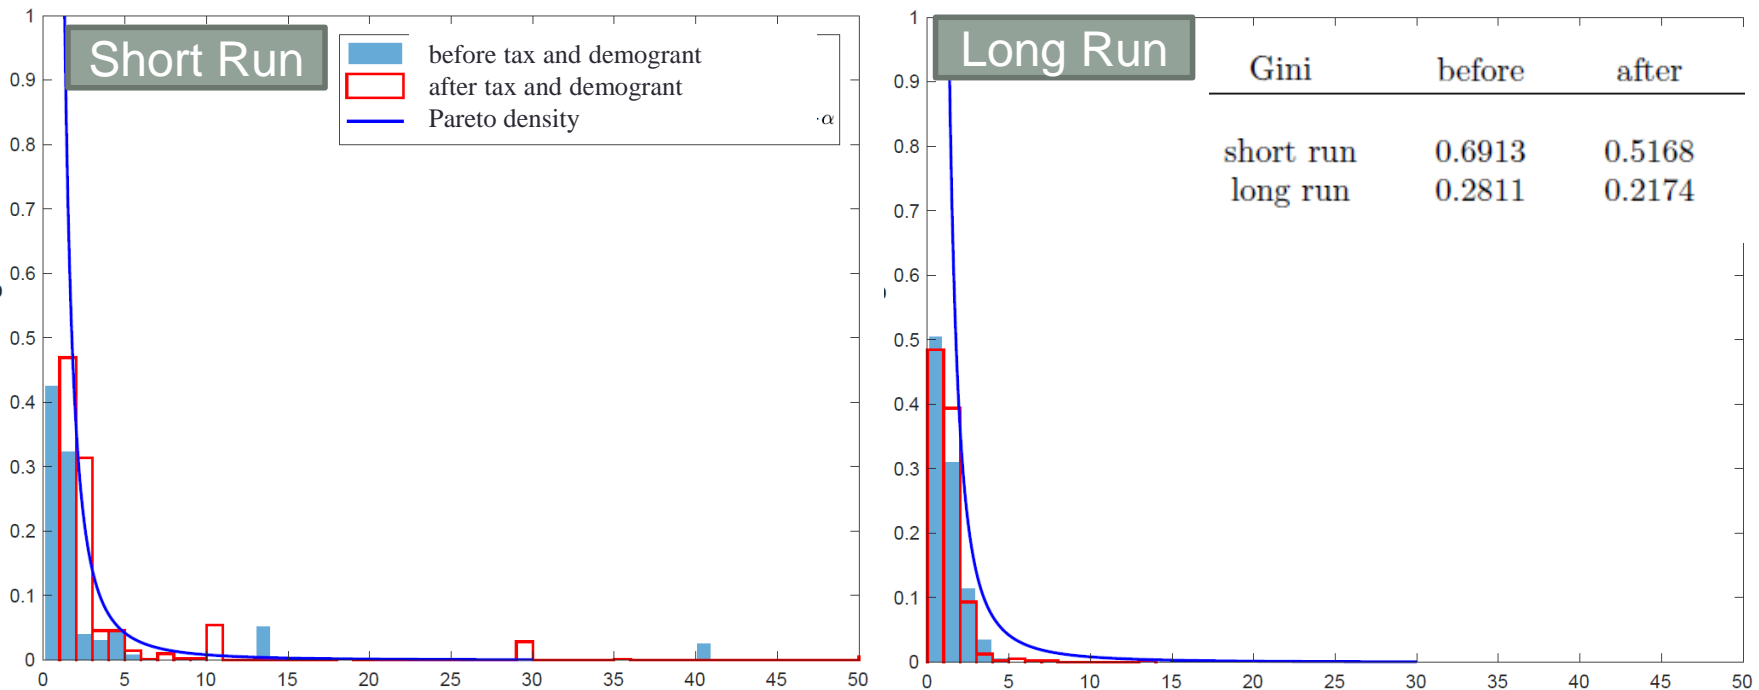 Short Run
before tax and demogrant
after tax and demogrant
Pareto density
α
1
0.9
0.8
0.7
0.6
0.5
0.4
0.3
0.2
0.1
0
0 5 10 15 20 25 30 35 40 45 50
Long Run
Gini before after
short run 0.6913 0.5168
long run 0.2811 0.2174
1
0.9
0.8
0.7
0.6
0.5
0.4
0.3
0.2
0.1
0
0 5 10 15 20 25 30 35 40 45 50